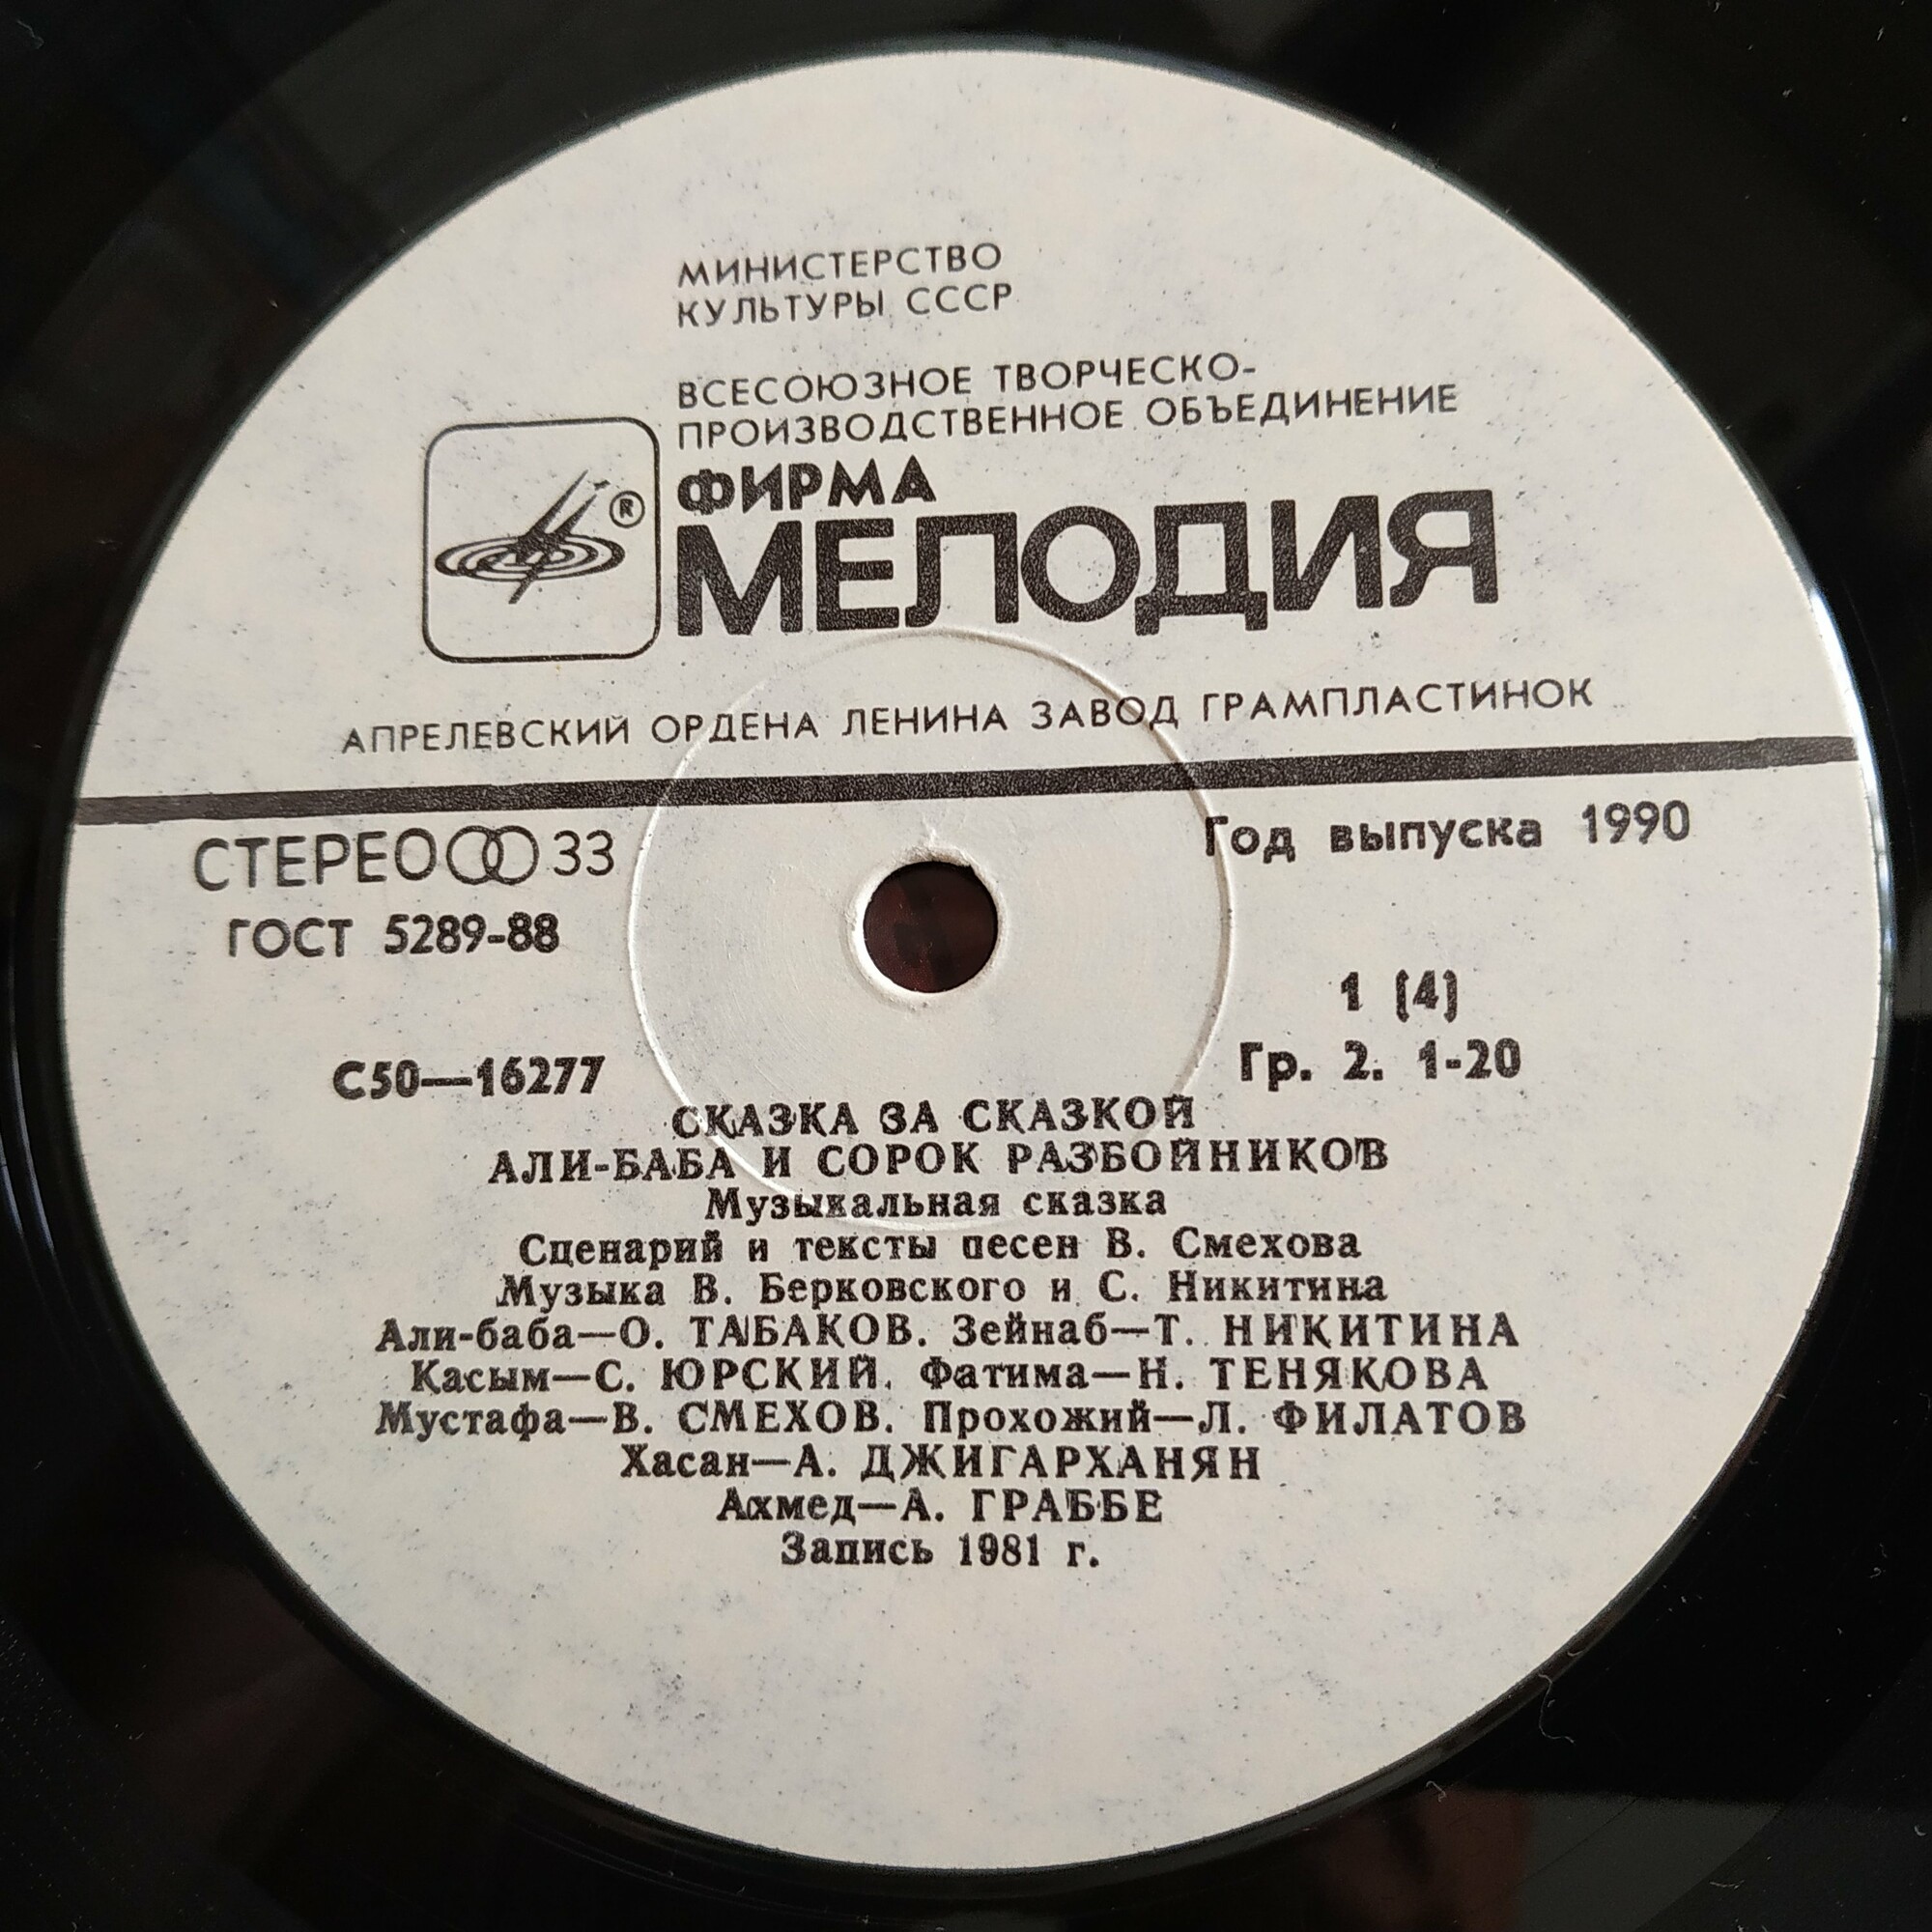 МИНИСТЕРСТВО
КУЛЬТУРЫ СССР
ВСЕСОЮЗНОЕ ТВОРЧЕСКО-
ПРОИЗВОДСТВЕННОЕ ОБЪЕДИНЕНИЕ
®
ФИРМА
МЕЛОДИЯ
АПРЕЛЕВСКИЙ ОРДЕНА ЛЕНИНА ЗАВОД ГРАМПЛАСТИНОК
СТЕРЕО 33
Год выпуска 1990
ГОСТ 5289-88
1 (4)
С50—16277
Гр. 2. 1-20
СКАЗКА ЗА СКАЗКОЙ
АЛИ-БАБА И СОРОК РАЗБОЙНИКОВ
Музыкальная сказка
Сценарий и тексты песен В. Смехова
Музыка В. Берковского и С. Никитина
Али-баба—О. ТАБАКОВ. Зейнаб—Т. НИКИТИНА
Касым—С. ЮРСКИЙ. Фатима—Н. ТЕНЯКОВА
Мустафа—В. СМЕХОВ. Прохожий—Л. ФИЛАТОВ
Хасан—А. ДЖИГАРХАНЯН
Ахмед—А. ГРАББЕ
Запись 1981 г.